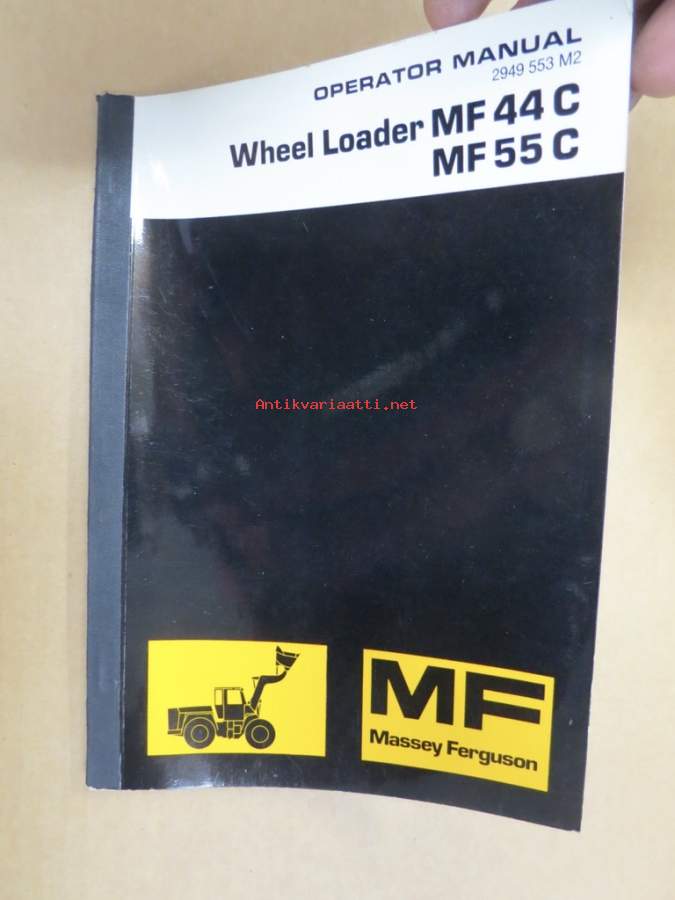 OPERATOR MANUAL
2949 553 M2
Wheel Loader MF 44 C
MF 55 C
Antikvariaatti.net
MF
Massey Ferguson